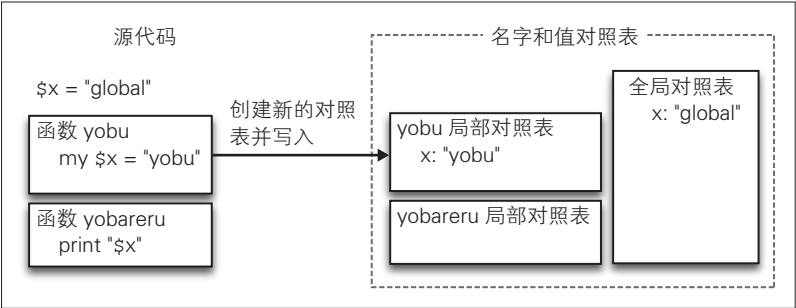 源代码
名字和值对照表
$x = "global"
函数 yobu
my $x = "yobu"
函数 yobareru
print "$x"
创建新的对照
表并写入
yobu 局部对照表
x: "yobu"
yobareru 局部对照表
全局对照表
x: "global"